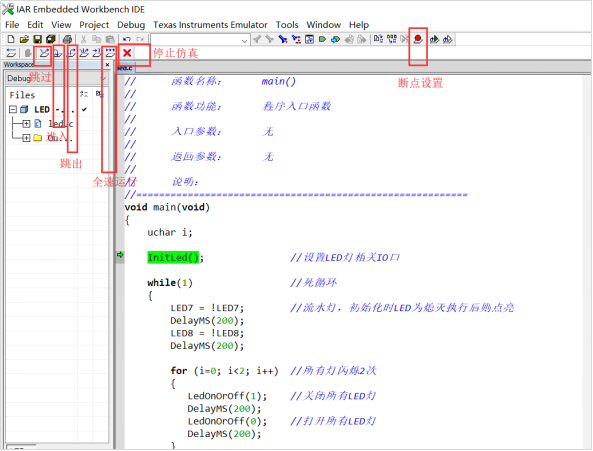 IAR Embedded Workbench IDE
File Edit View Project Debug Texas Instruments Emulator Tools Window Help
停止仿真
断点设置
Workspace
Debug
跳过
Files
LED -...
led.c
Ou...
进入
跳出
全速运行
led.c
// 函数名称: main()
//
// 函数功能: 程序入口函数
//
// 入口参数: 无
//
// 返回参数: 无
//
// 说明:
//==========================================================
void main(void)
{
uchar i;
InitLed(); //设置LED灯相关IO口
while(1) //死循环
{
LED7 = !LED7; //流水灯, 初始化时LED为熄灭执行后则点亮
DelayMS(200);
LED8 = !LED8;
DelayMS(200);
for (i=0; i<2; i++) //所有灯闪烁2次
{
LedOnOrOff(1); //关闭所有LED灯
DelayMS(200);
LedOnOrOff(0); //打开所有LED灯
DelayMS(200);
}